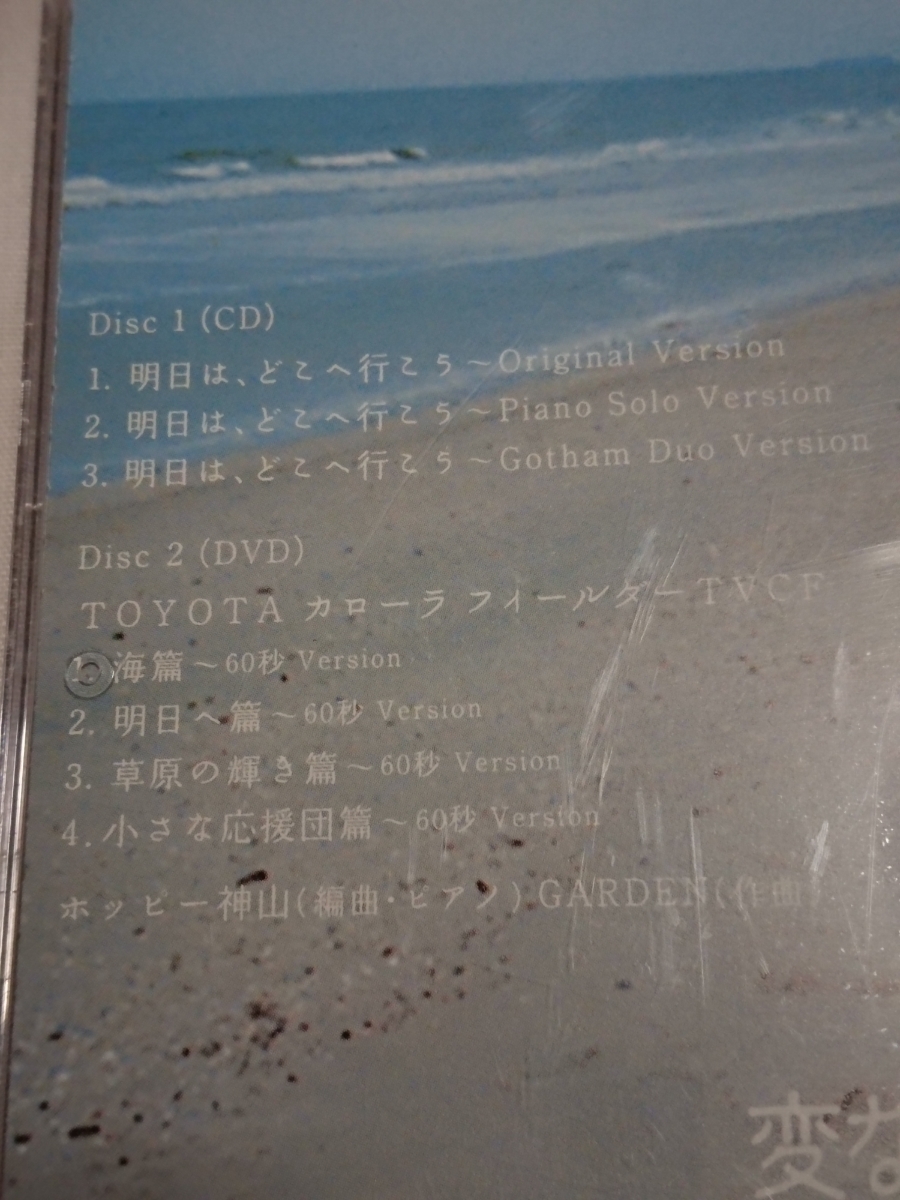 Disc 1 (CD)
1. 明日は、どこへ行こう～Original Version
2. 明日は、どこへ行こう～Piano Solo Version
3. 明日は、どこへ行こう～Gotham Duo Version
Disc 2 (DVD)
TOYOTA カローラ フィールダー TVCF
1. 海篇～60秒 Version
2. 明日へ篇～60秒 Version
3. 草原の輝き篇～60秒 Version
4. 小さな応援団篇～60秒 Version
ホッピー神山(編曲・ピアノ) GARDEN(作曲)
変な